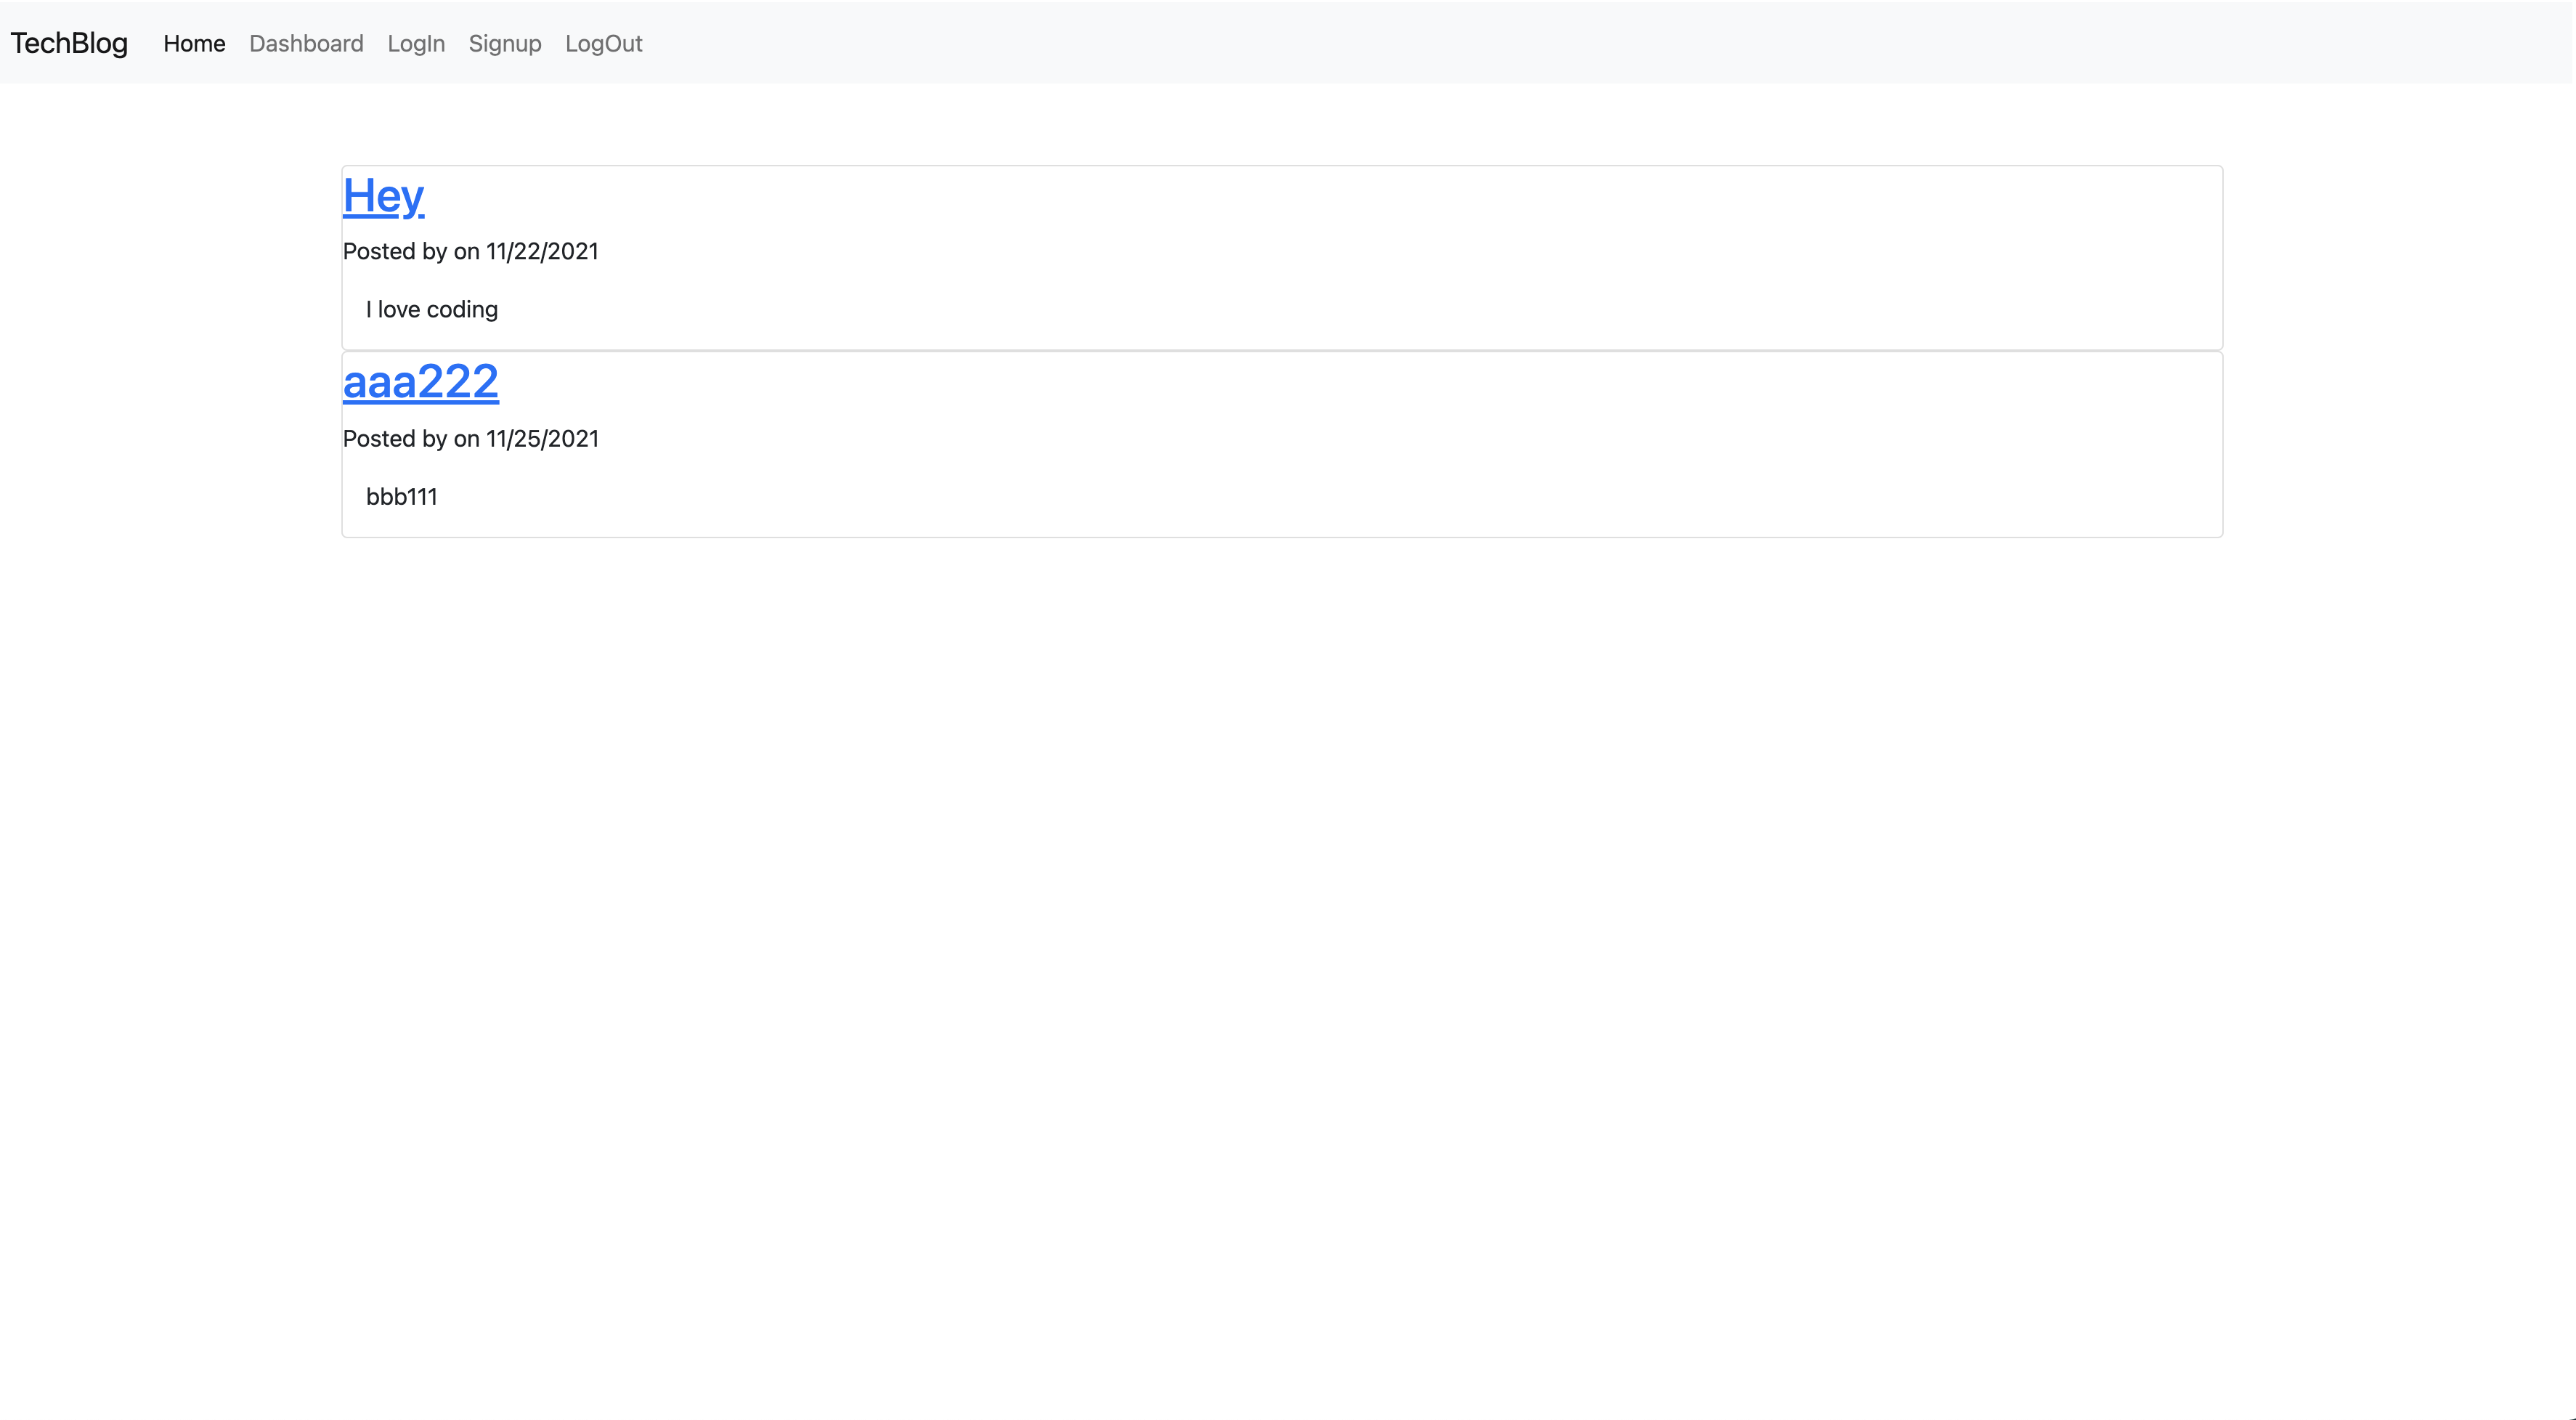 TechBlog Home Dashboard LogIn Signup LogOut
Hey
Posted by on 11/22/2021
I love coding
aaa222
Posted by on 11/25/2021
bbb111